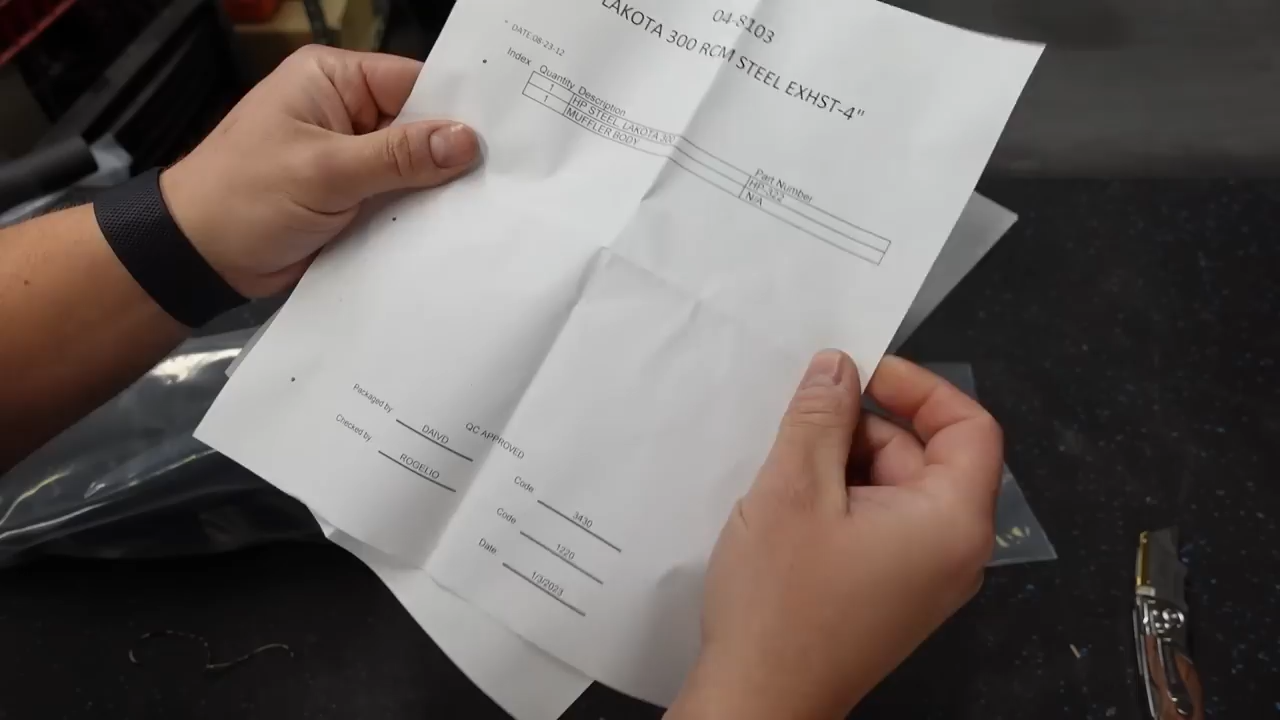 04-8103
LAKOTA 300 RCM STEEL EXHST-4"
DATE:08-23-12
Index Quantity Description Part Number
1 HP STEEL, LAKOTA 300 HP-322
1 MUFFLER BODY N/A
Packaged by DAIVD QC APPROVED
Checked by ROGELIO
Code: 3430
Code: 1220
Date: 1/3/2023